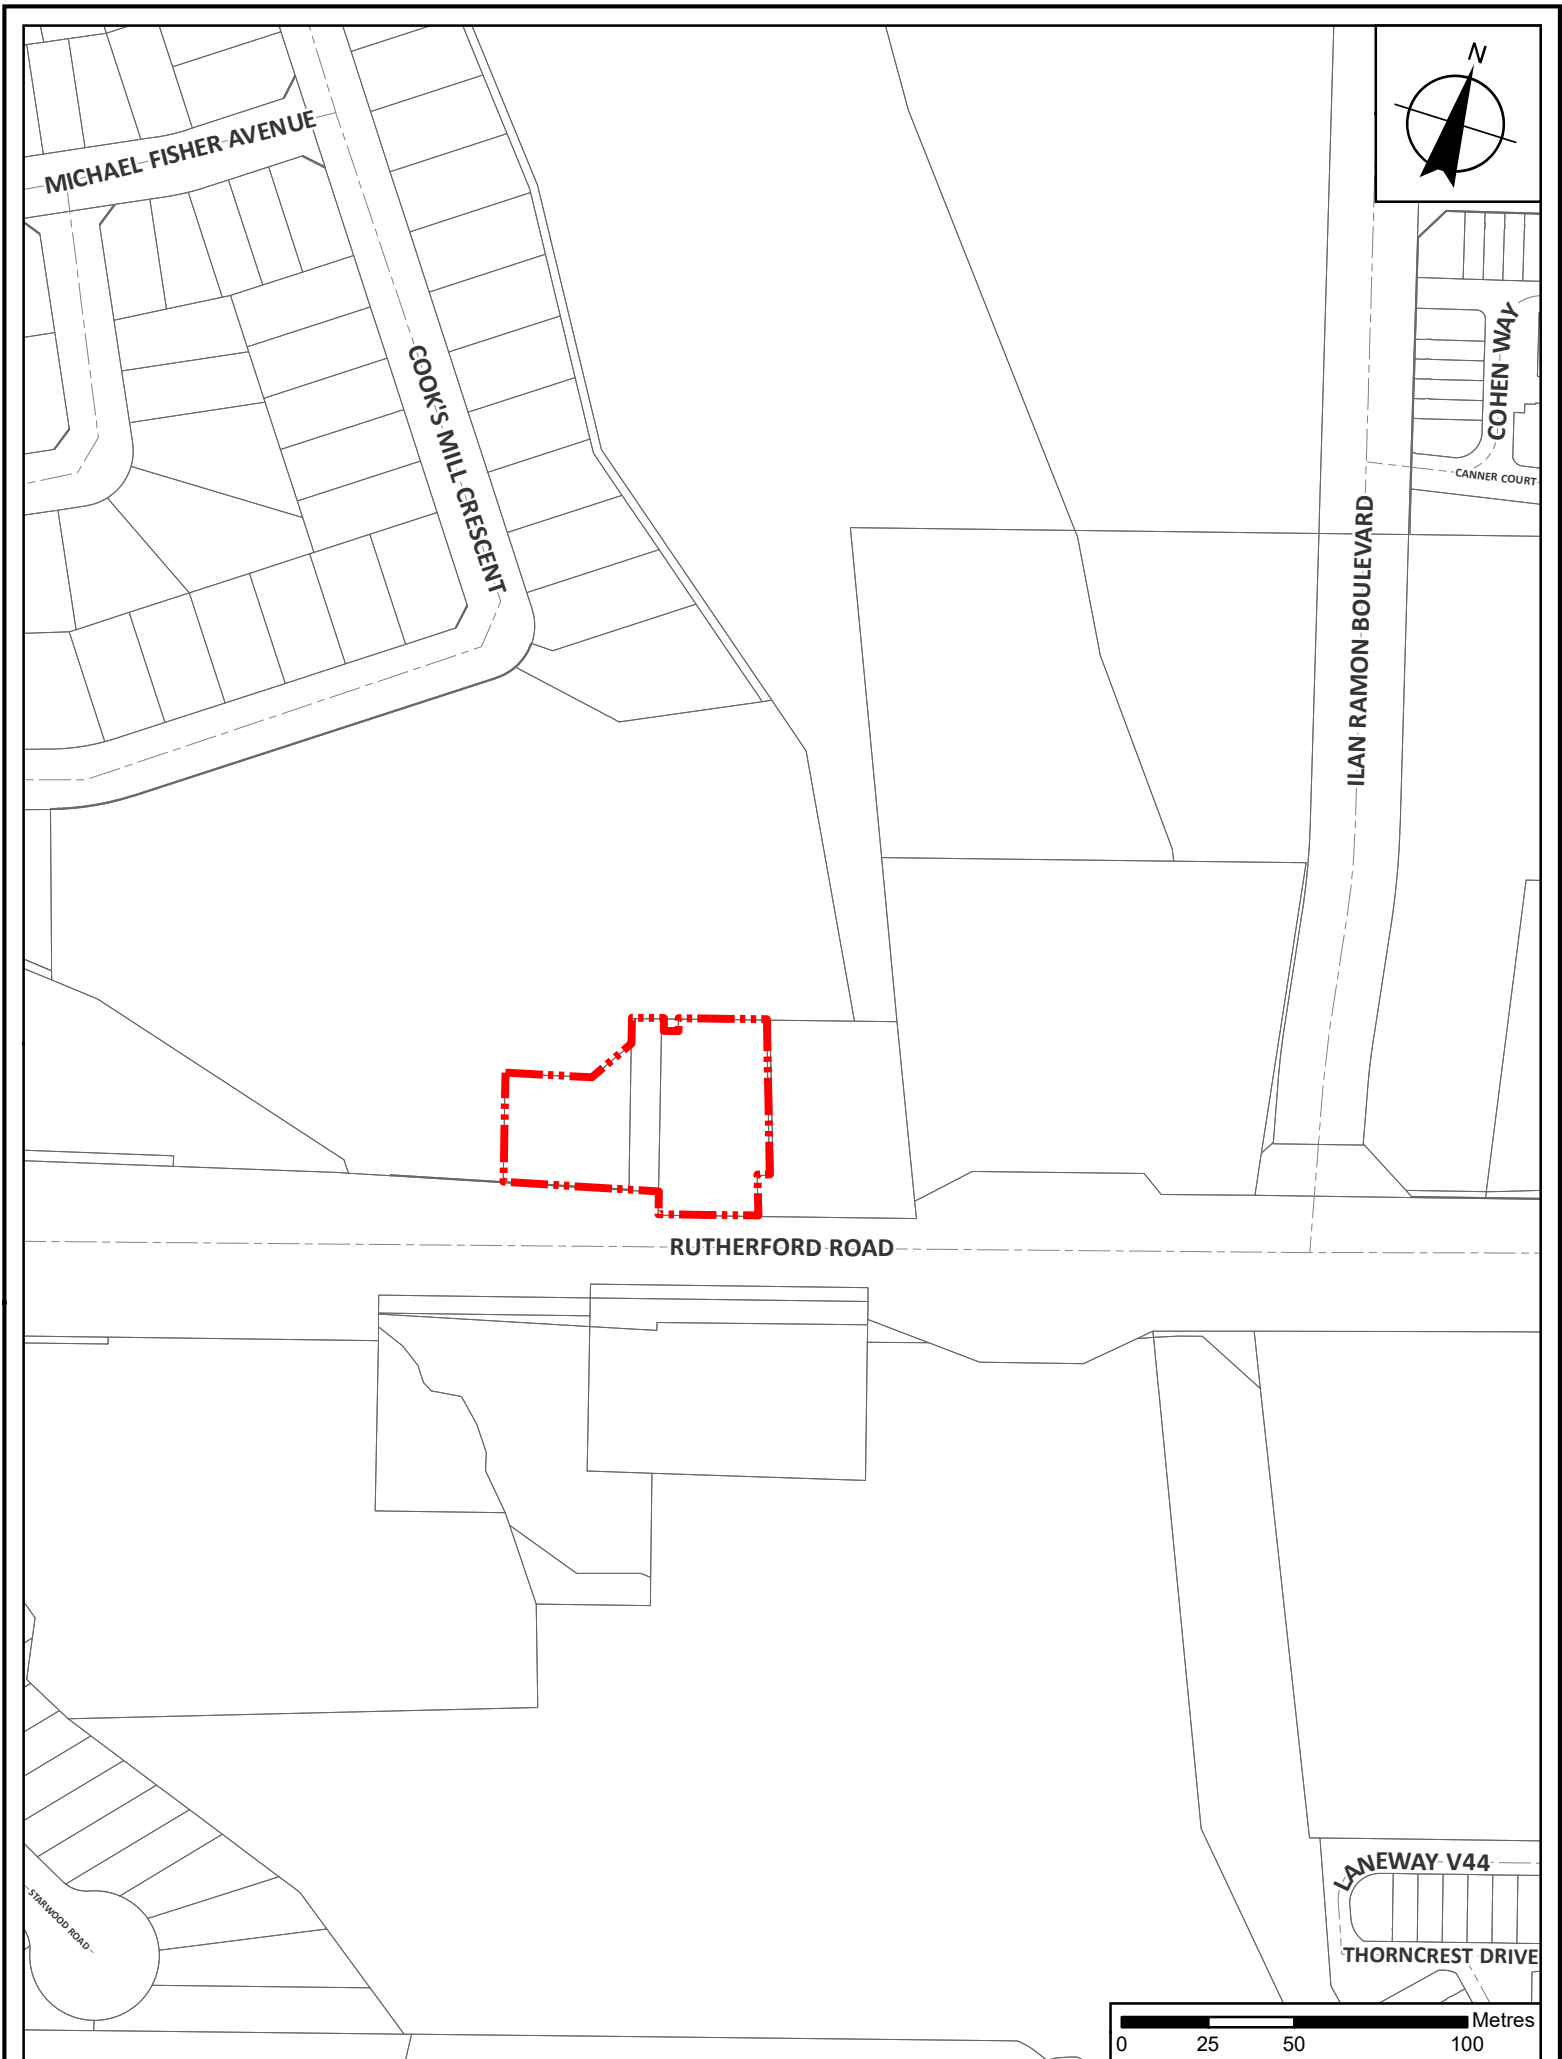 N
MICHAEL FISHER AVENUE
COOK'S MILL CRESCENT
COHEN WAY
CANNER COURT
ILAN RAMON BOULEVARD
RUTHERFORD ROAD
LANEWAY V44
STARWOOD ROAD
THORNCREST DRIVE
Metres
0 25 50 100